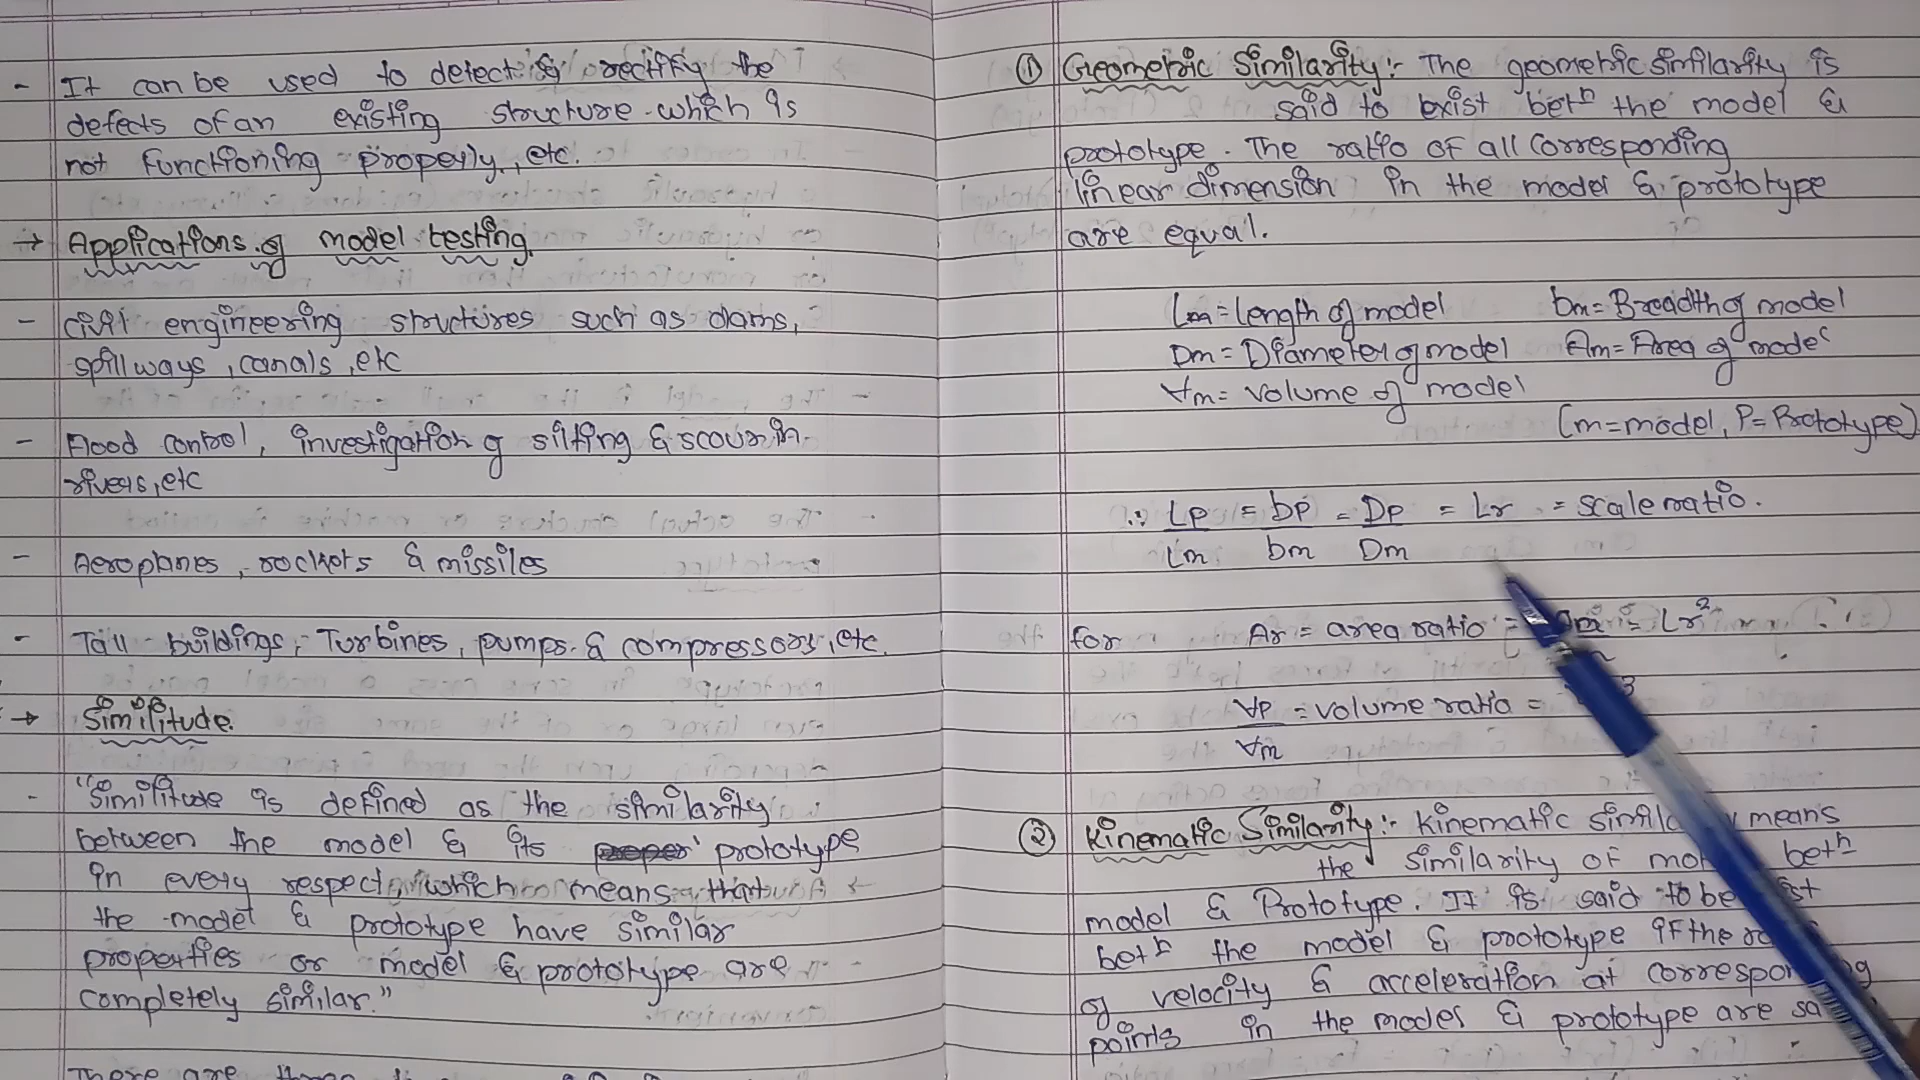 - It can be used to detect & rectify the
defects of an existing structure which is
not functioning properly, etc.
→ Applications of model testing.
- civil engineering structures such as dams,
spillways, canals, etc
- Flood control, investigation of silting & scour in
rivers, etc
- Aeroplanes, rockets & missiles
- Tall buildings, Turbines, pumps & compressors, etc.
→ Similitude.
- "Similitude is defined as the similarity
between the model & its prototype
in every respect, which means that
the model & prototype have similar
properties or model & prototype are
completely similar."
There are three
① Geometric Similarity:- The geometric similarity is
said to exist betⁿ the model &
prototype. The ratio of all corresponding
linear dimension in the model & prototype
are equal.
Lm = Length of model bm = Breadth of model
Dm = Diameter of model Am = Area of model
∀m = volume of model
(m = model, P = Prototype)
∴ LP = bP = DP = Lr = scale ratio.
Lm bm Dm
for Ar = area ratio = = Lr²
∀P = volume ratio =
∀m
② Kinematic Similarity:- Kinematic means
the similarity of betⁿ
model & Prototype. It is said to be
betⁿ the model & prototype if the
of velocity & acceleration at
points in the model & prototype are